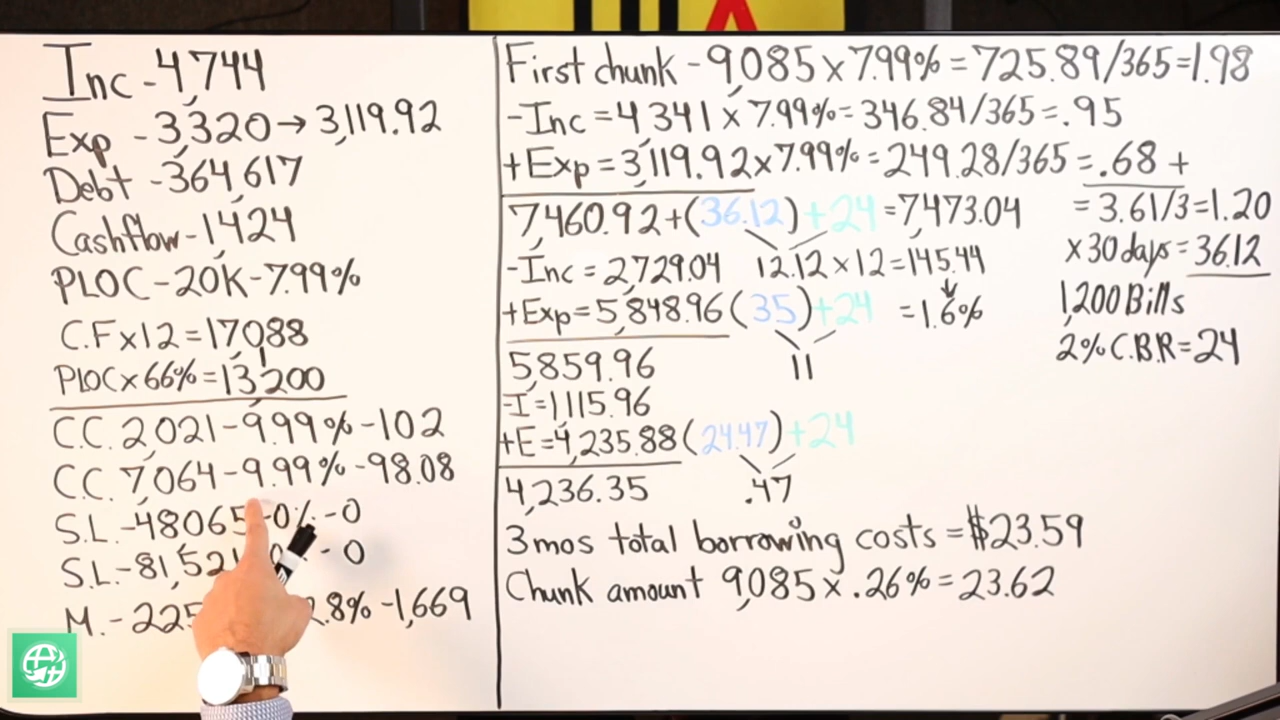 Inc - 4,744
Exp - 3,320 → 3,119.92
Debt - 364,617
Cashflow - 1,424
PLOC - 20K - 7.99%
C.F x 12 = 17,088
PLOC x 66% = 13,200
C.C. 2,021 - 9.99% - 102
C.C. 7,064 - 9.99% - 98.08
S.L. - 48065 - 0% - 0
S.L. - 81,521 - 0
M. - 225 2.8% - 1,669
First chunk - 9,085 x 7.99% = 725.89/365 = 1.98
- Inc = 4,341 x 7.99% = 346.84/365 = .95
+ Exp = 3,119.92 x 7.99% = 249.28/365 = .68 +
7,460.92 + (36.12) + 24 = 7,473.04
- Inc = 2,729.04 12.12 x 12 = 145.44
+ Exp = 5,848.96 (35) + 24 = 1.6%
5,859.96 11
- I = 1115.96
+ E = 4,235.88 (24.47) + 24
4,236.35 .47
3 mos total borrowing costs = $23.59
Chunk amount 9,085 x .26% = 23.62
= 3.61/3 = 1.20
x 30 days = 36.12
1,200 Bills
2% C.B.R = 24